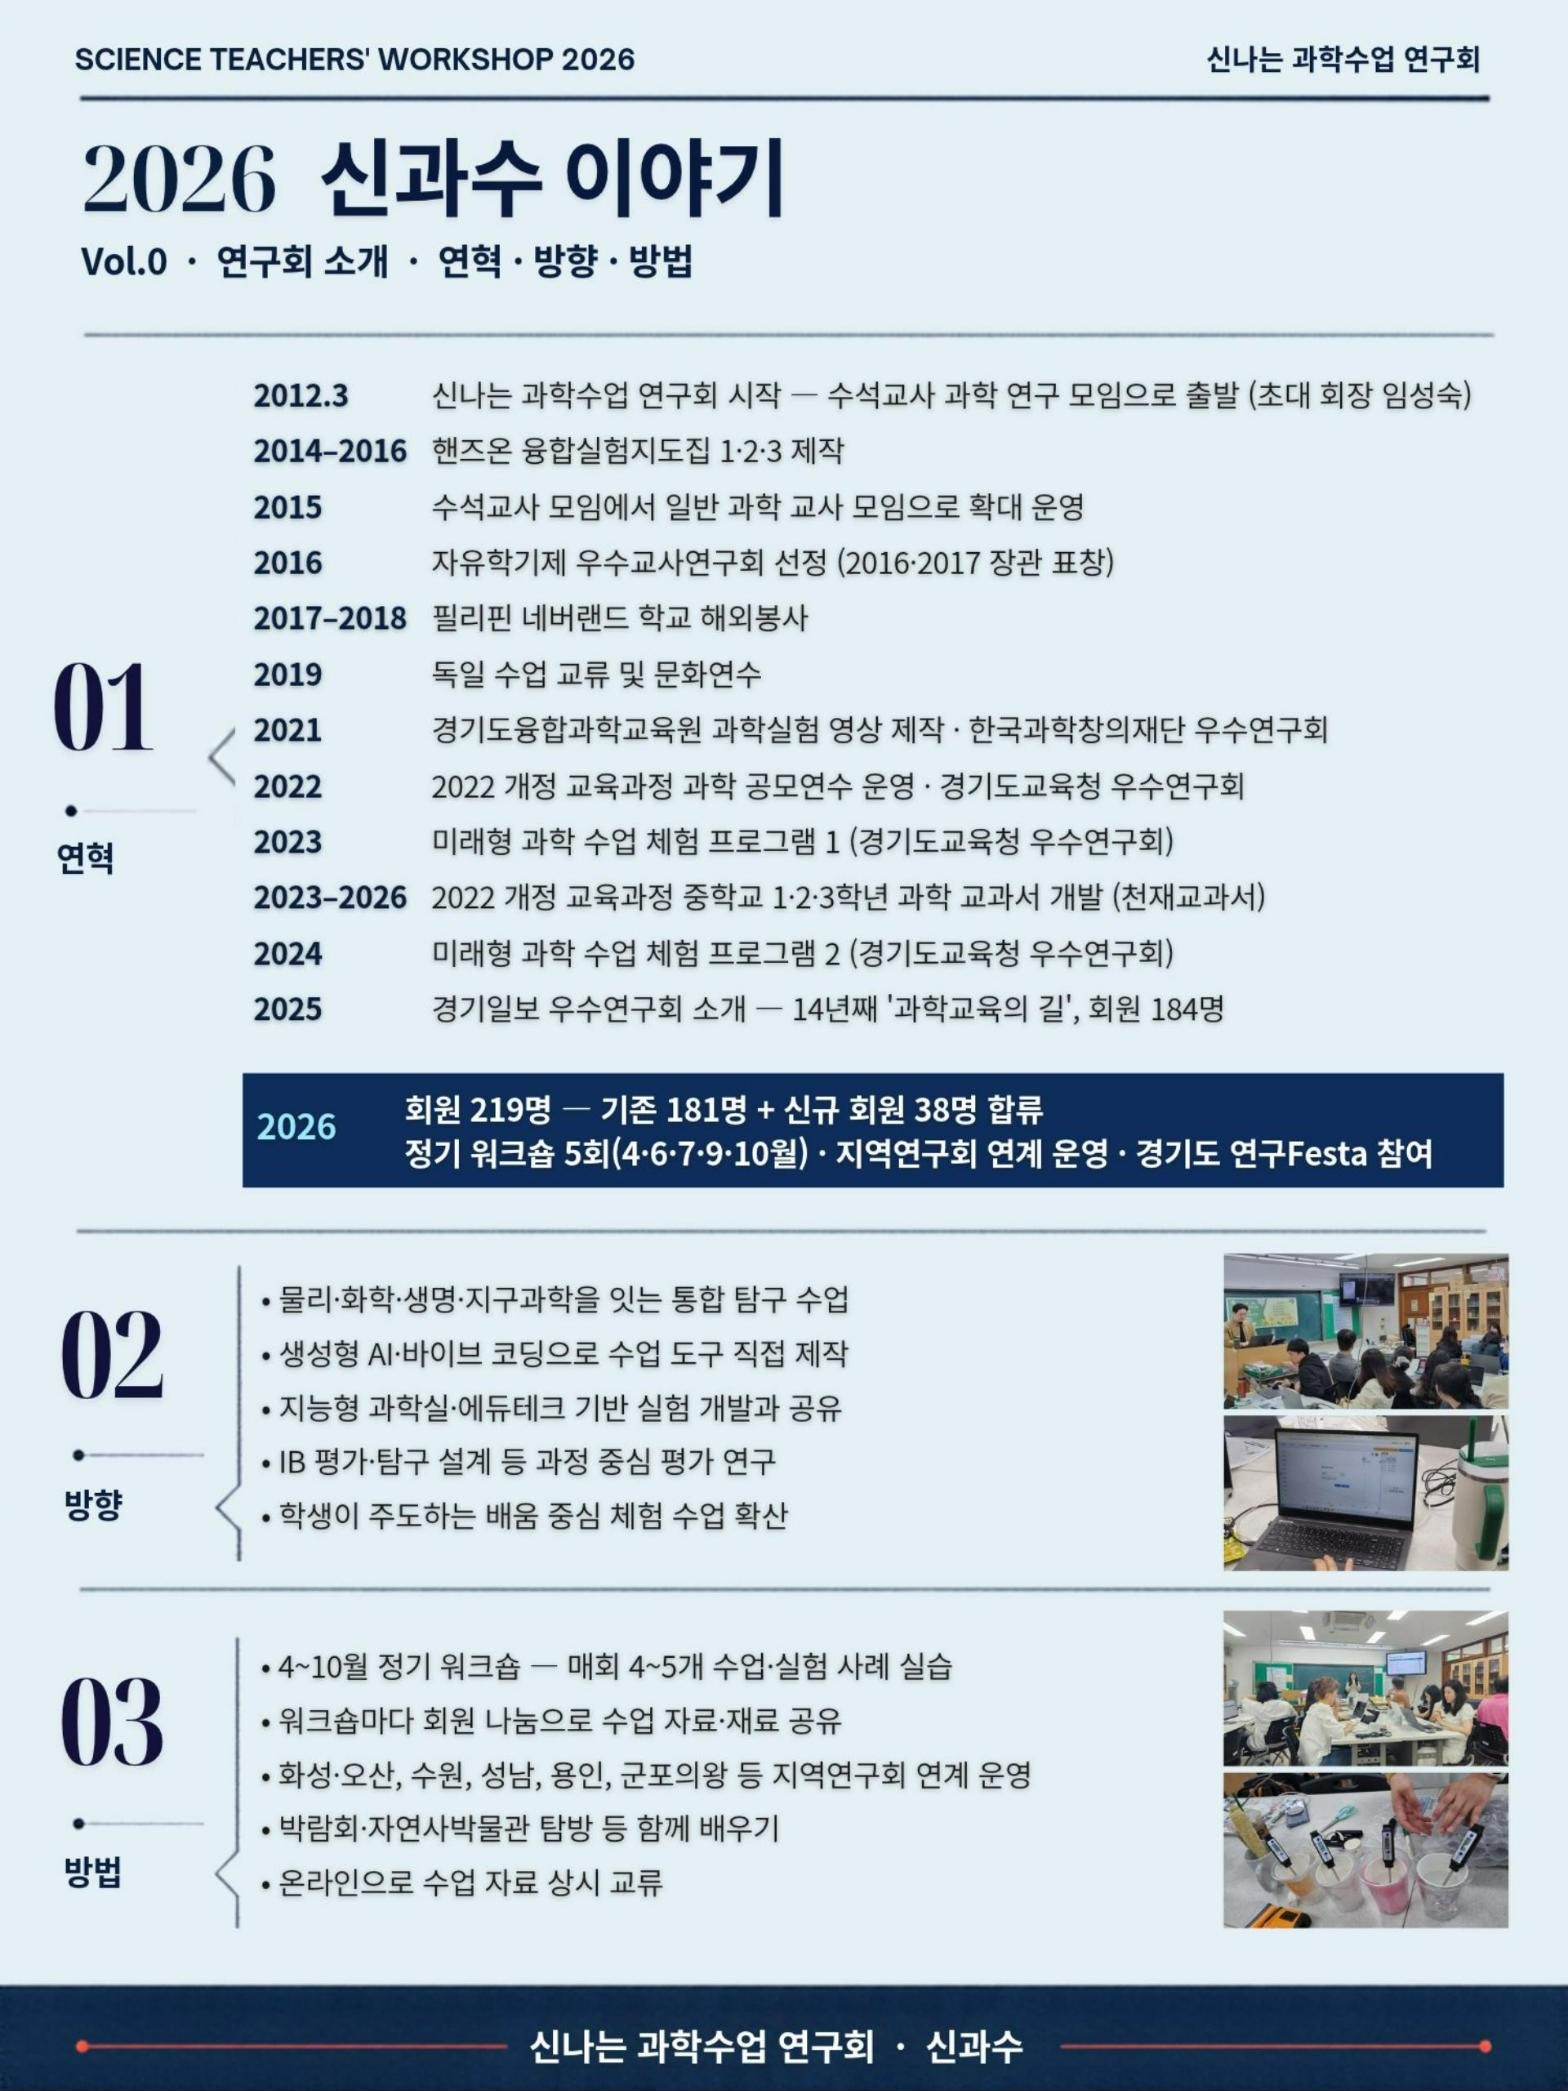 SCIENCE TEACHERS' WORKSHOP 2026
신나는 과학수업 연구회
2026 신과수 이야기
Vol.0 · 연구회 소개 · 연혁 · 방향 · 방법
01
연혁
2012.3 신나는 과학수업 연구회 시작 — 수석교사 과학 연구 모임으로 출발 (초대 회장 임성숙)
2014–2016 핸즈온 융합실험지도집 1·2·3 제작
2015 수석교사 모임에서 일반 과학 교사 모임으로 확대 운영
2016 자유학기제 우수교사연구회 선정 (2016·2017 장관 표창)
2017–2018 필리핀 네버랜드 학교 해외봉사
2019 독일 수업 교류 및 문화연수
2021 경기도융합과학교육원 과학실험 영상 제작 · 한국과학창의재단 우수연구회
2022 2022 개정 교육과정 과학 공모연수 운영 · 경기도교육청 우수연구회
2023 미래형 과학 수업 체험 프로그램 1 (경기도교육청 우수연구회)
2023–2026 2022 개정 교육과정 중학교 1·2·3학년 과학 교과서 개발 (천재교과서)
2024 미래형 과학 수업 체험 프로그램 2 (경기도교육청 우수연구회)
2025 경기일보 우수연구회 소개 — 14년째 '과학교육의 길', 회원 184명
2026 회원 219명 — 기존 181명 + 신규 회원 38명 합류
정기 워크숍 5회(4·6·7·9·10월) · 지역연구회 연계 운영 · 경기도 연구Festa 참여
02
방향
• 물리·화학·생명·지구과학을 잇는 통합 탐구 수업
• 생성형 AI·바이브 코딩으로 수업 도구 직접 제작
• 지능형 과학실·에듀테크 기반 실험 개발과 공유
• IB 평가·탐구 설계 등 과정 중심 평가 연구
• 학생이 주도하는 배움 중심 체험 수업 확산
03
방법
• 4~10월 정기 워크숍 — 매회 4~5개 수업·실험 사례 실습
• 워크숍마다 회원 나눔으로 수업 자료·재료 공유
• 화성·오산, 수원, 성남, 용인, 군포의왕 등 지역연구회 연계 운영
• 박람회·자연사박물관 탐방 등 함께 배우기
• 온라인으로 수업 자료 상시 교류
신나는 과학수업 연구회 · 신과수